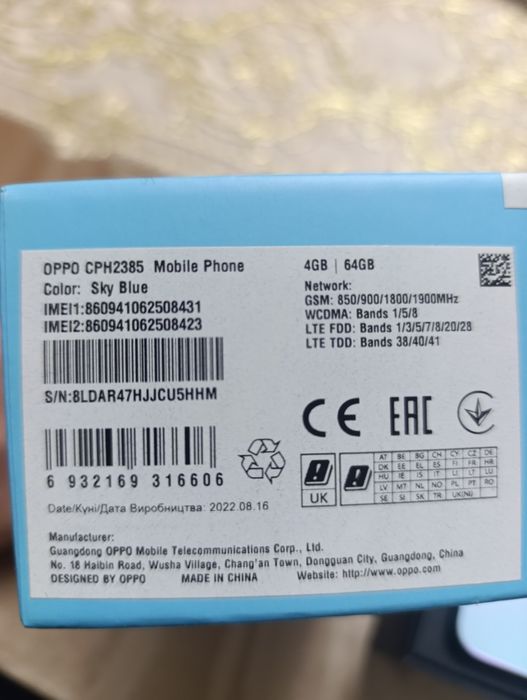 OPPO CPH2385 Mobile Phone
Color: Sky Blue
IMEI1:860941062508431
IMEI2:860941062508423
S/N:8LDAR47HJJCU5HHM
6 932169 316606
Date/Күні/Дата Виробництва: 2022.08.16
4GB | 64GB
Network:
GSM: 850/900/1800/1900MHz
WCDMA: Bands 1/5/8
LTE FDD: Bands 1/3/5/7/8/20/28
LTE TDD: Bands 38/40/41
CE EAC
UK
AT BE BG CH CY CZ DE
DK EE EL ES FI FR HR
HU IE IS IT LI LT LU
LV MT NL NO PL PT RO
SE SI SK TR UK(NI)
Manufacturer:
Guangdong OPPO Mobile Telecommunications Corp., Ltd.
No. 18 Haibin Road, Wusha Village, Chang'an Town, Dongguan City, Guangdong, China
DESIGNED BY OPPO MADE IN CHINA Website: http://www.oppo.com